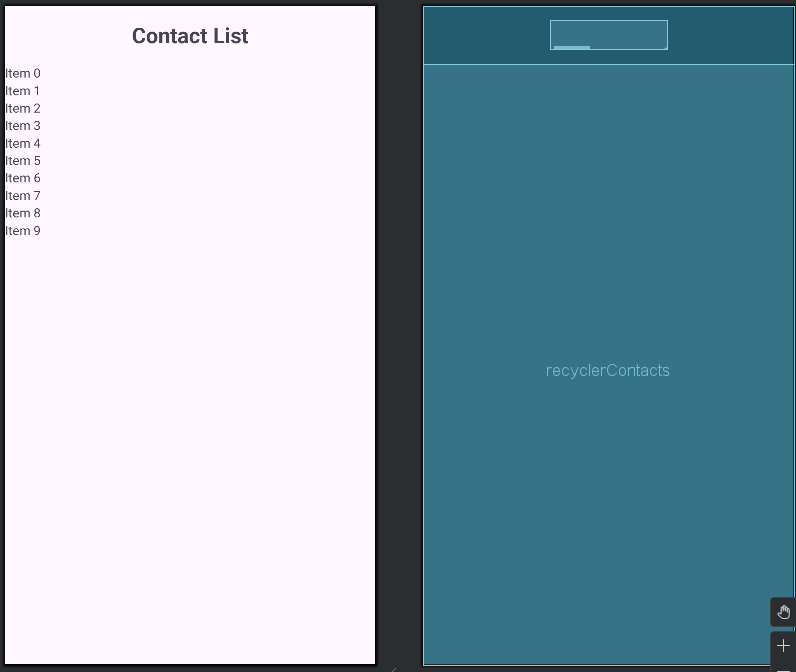 Contact List
Item 0
Item 1
Item 2
Item 3
Item 4
Item 5
Item 6
Item 7
Item 8
Item 9
recyclerContacts